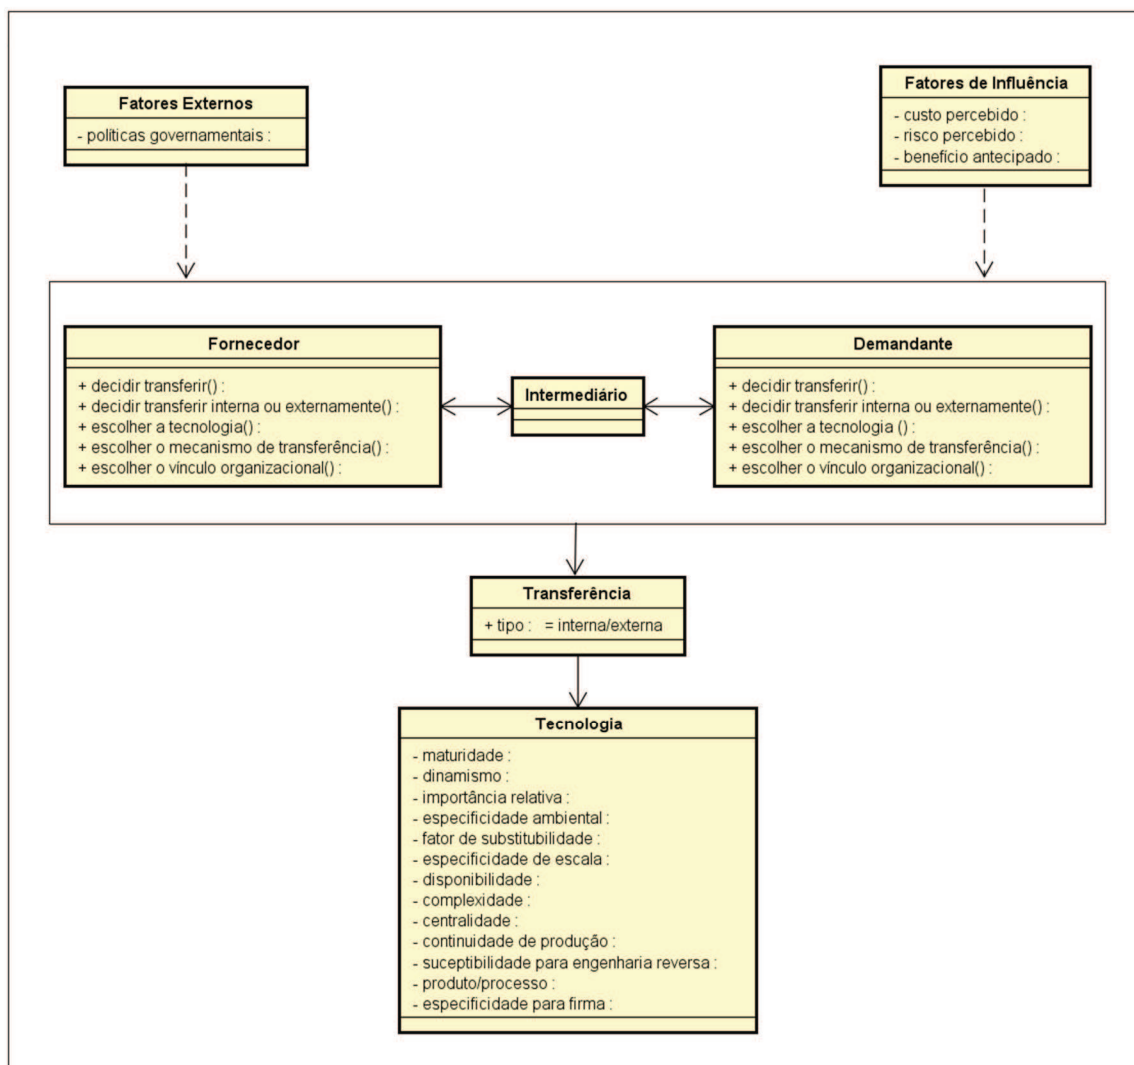 Fatores Externos
- políticas governamentais :
Fatores de Influência
- custo percebido :
- risco percebido :
- benefício antecipado :
Fornecedor
+ decidir transferir() :
+ decidir transferir interna ou externamente() :
+ escolher a tecnologia() :
+ escolher o mecanismo de transferência() :
+ escolher o vínculo organizacional() :
Intermediário
Demandante
+ decidir transferir() :
+ decidir transferir interna ou externamente() :
+ escolher a tecnologia () :
+ escolher o mecanismo de transferência() :
+ escolher o vínculo organizacional() :
Transferência
+ tipo : = interna/externa
Tecnologia
- maturidade :
- dinamismo :
- importância relativa :
- especificidade ambiental :
- fator de substitubilidade :
- especificidade de escala :
- disponibilidade :
- complexidade :
- centralidade :
- continuidade de produção :
- suceptibilidade para engenharia reversa :
- produto/processo :
- especificidade para firma :